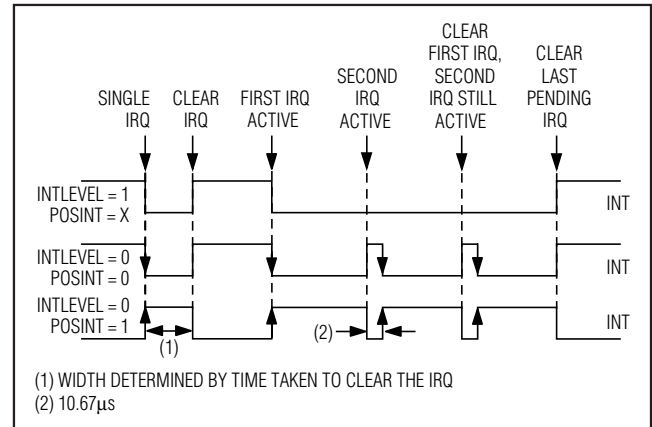 SINGLE
IRQ
CLEAR
IRQ
FIRST IRQ
ACTIVE
SECOND
IRQ
ACTIVE
CLEAR
FIRST IRQ,
SECOND
IRQ STILL
ACTIVE
CLEAR
LAST
PENDING
IRQ
INTLEVEL = 1
POSINT = X
INT
INTLEVEL = 0
POSINT = 0
INT
INTLEVEL = 0
POSINT = 1
INT
(1)
(2)
(1) WIDTH DETERMINED BY TIME TAKEN TO CLEAR THE IRQ
(2) 10.67μs